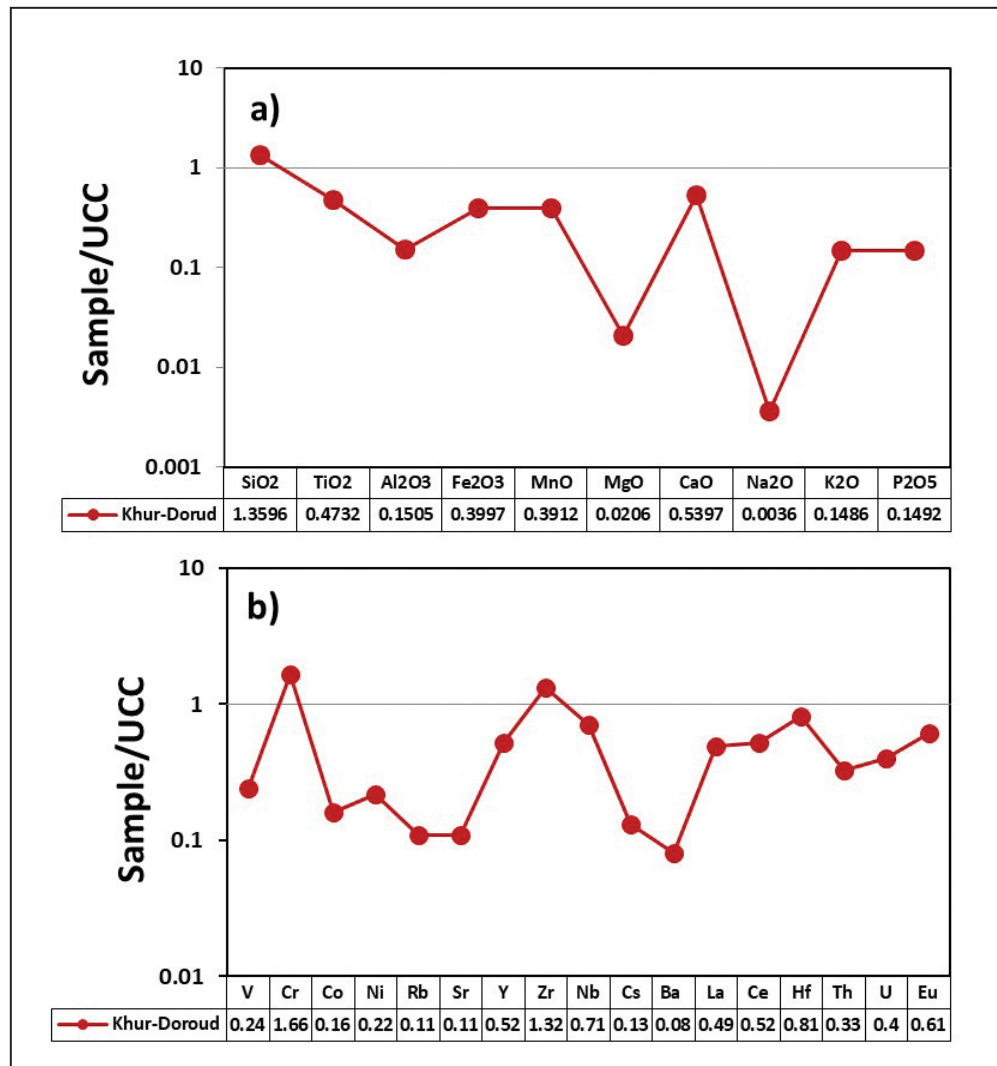 10
a)
1
Sample/UCC
0.1
0.01
0.001
SiO2 TiO2 Al2O3 Fe2O3 MnO MgO CaO Na2O K2O P2O5
Khur-Dorud 1.3596 0.4732 0.1505 0.3997 0.3912 0.0206 0.5397 0.0036 0.1486 0.1492
10
b)
1
Sample/UCC
0.1
0.01
V Cr Co Ni Rb Sr Y Zr Nb Cs Ba La Ce Hf Th U Eu
Khur-Doroud 0.24 1.66 0.16 0.22 0.11 0.11 0.52 1.32 0.71 0.13 0.08 0.49 0.52 0.81 0.33 0.4 0.61